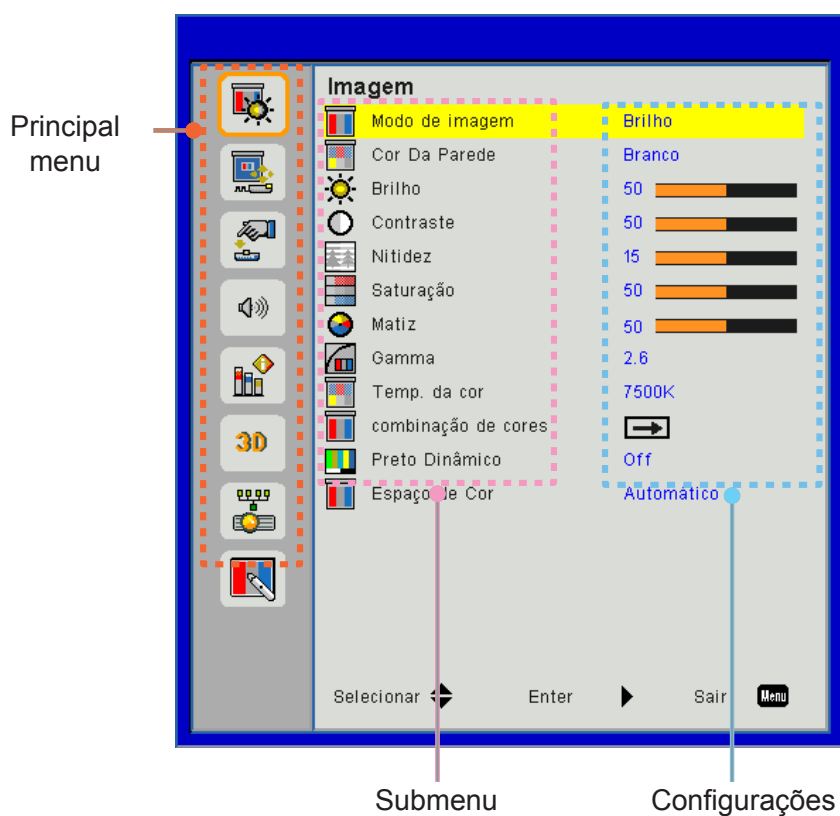 Principal
menu
Imagem
Modo de imagem Brilho
Cor Da Parede Branco
Brilho 50
Contraste 50
Nitidez 15
Saturação 50
Matiz 50
Gamma 2.6
Temp. da cor 7500K
combinação de cores
Preto Dinâmico Off
Espaço de Cor Automático
3D
Selecionar Enter Sair Menu
Submenu Configurações